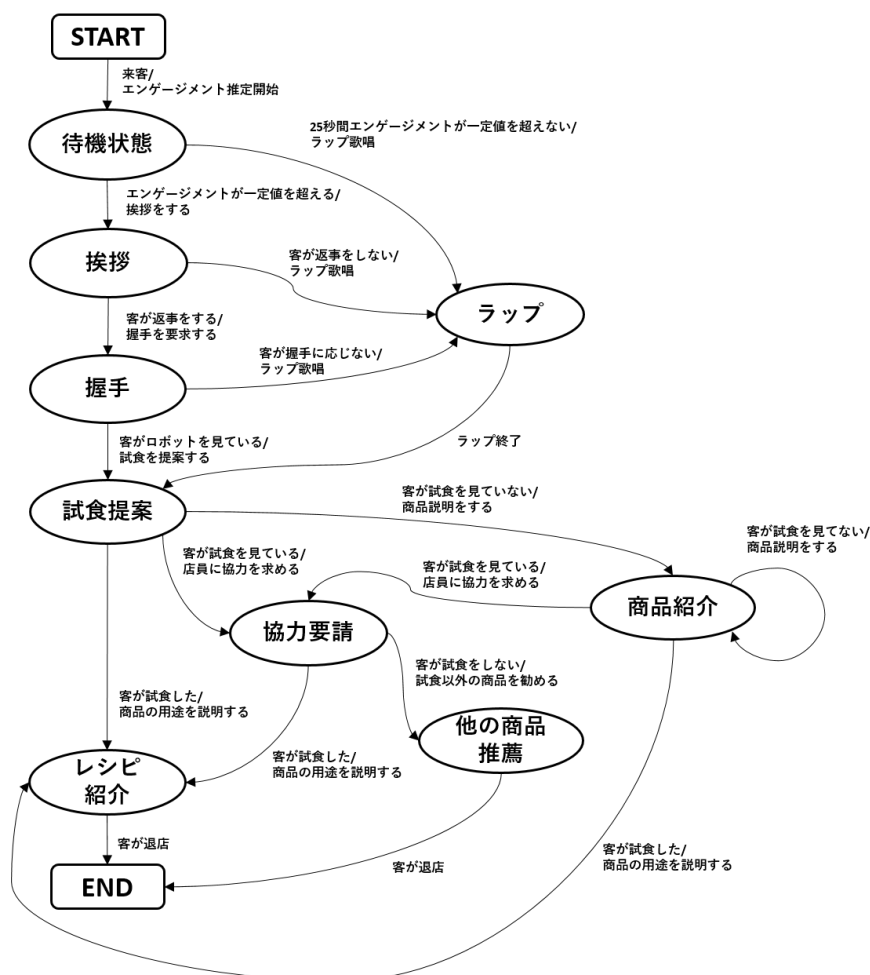 START
来客/
エンゲージメント推定開始
待機状態
25秒間エンゲージメントが一定値を超えない/
ラップ歌唱
エンゲージメントが一定値を超える/
挨拶をする
挨拶
客が返事をしない/
ラップ歌唱
ラップ
客が返事をする/
握手を要求する
客が握手に応じない/
ラップ歌唱
握手
客がロボットを見ている/
試食を提案する
ラップ終了
試食提案
客が試食を見ていない/
商品説明をする
客が試食を見てない/
商品説明をする
客が試食を見ている/
店員に協力を求める
客が試食を見ている/
店員に協力を求める
商品紹介
協力要請
客が試食をしない/
試食以外の商品を勧める
客が試食した/
商品の用途を説明する
他の商品
推薦
客が試食した/
商品の用途を説明する
レシピ
紹介
客が退店
客が試食した/
商品の用途を説明する
客が退店
END